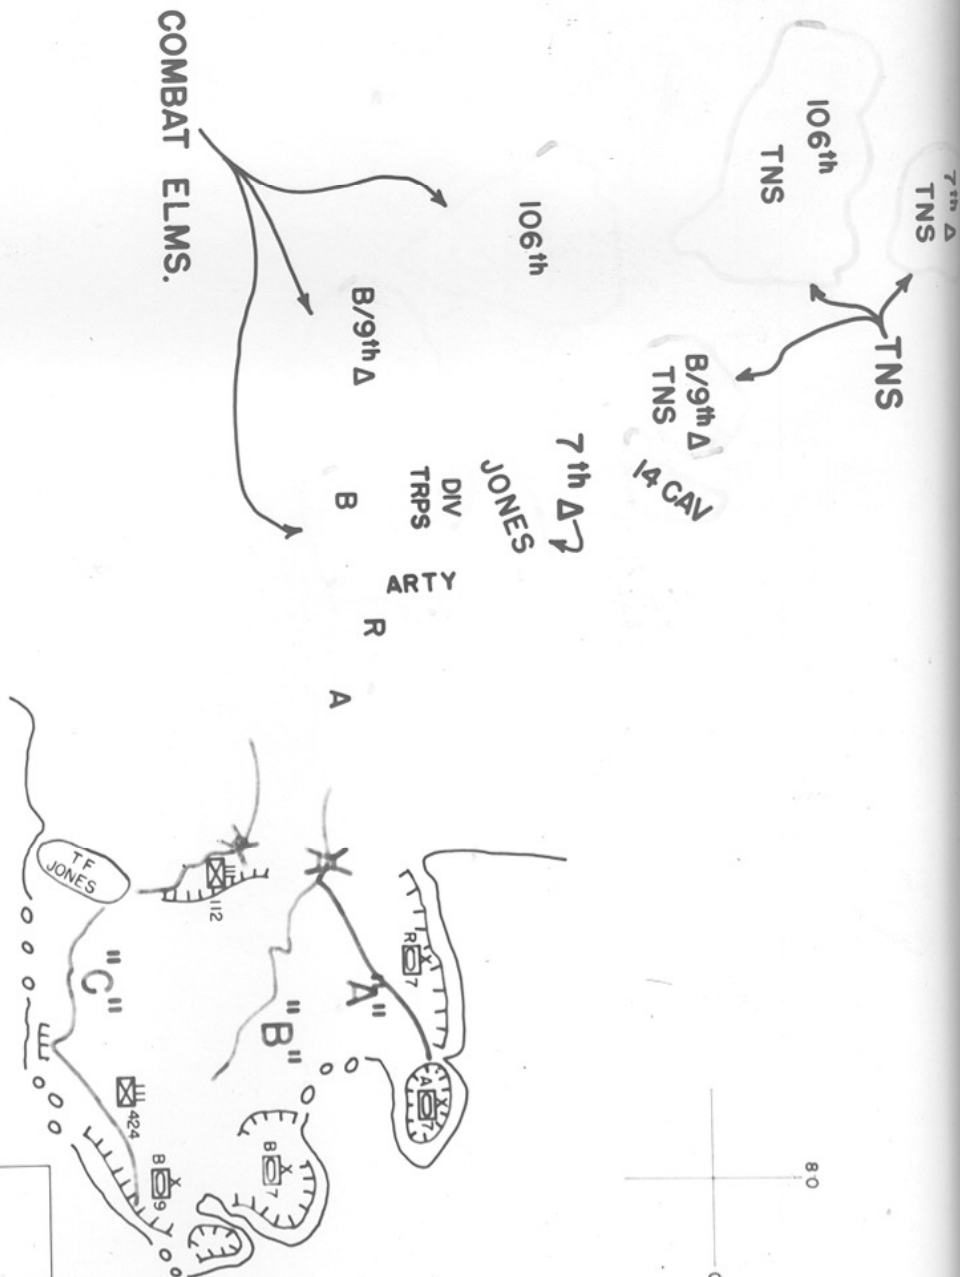 7th Δ
TNS
106th
TNS
TNS
B/9th Δ
TNS
14 CAV
106th
7th Δ
JONES
DIV
TRPS
ARTY
B/9th Δ
COMBAT ELMS.
B
R
A
TF
JONES
112
R
7
"A"
A
7
"B"
"C"
424
B
7
B
9
80